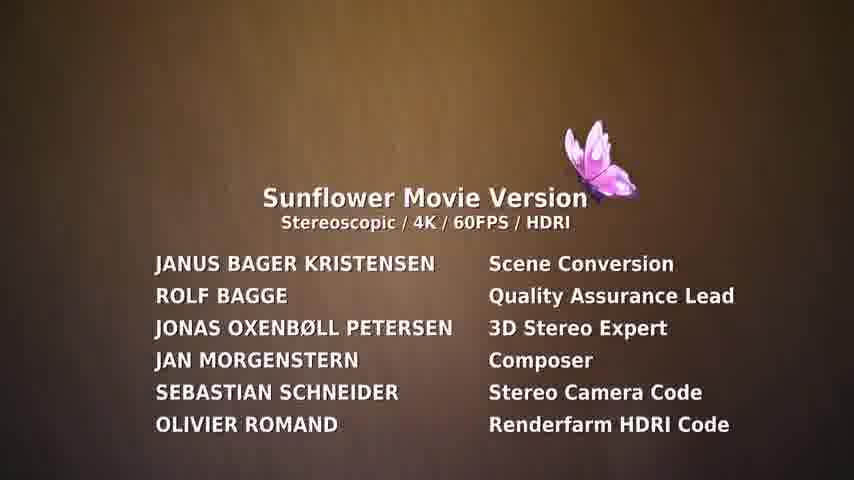 Sunflower Movie Version
Stereoscopic / 4K / 60FPS / HDRI
JANUS BAGER KRISTENSEN Scene Conversion
ROLF BAGGE Quality Assurance Lead
JONAS OXENBØLL PETERSEN 3D Stereo Expert
JAN MORGENSTERN Composer
SEBASTIAN SCHNEIDER Stereo Camera Code
OLIVIER ROMAND Renderfarm HDRI Code